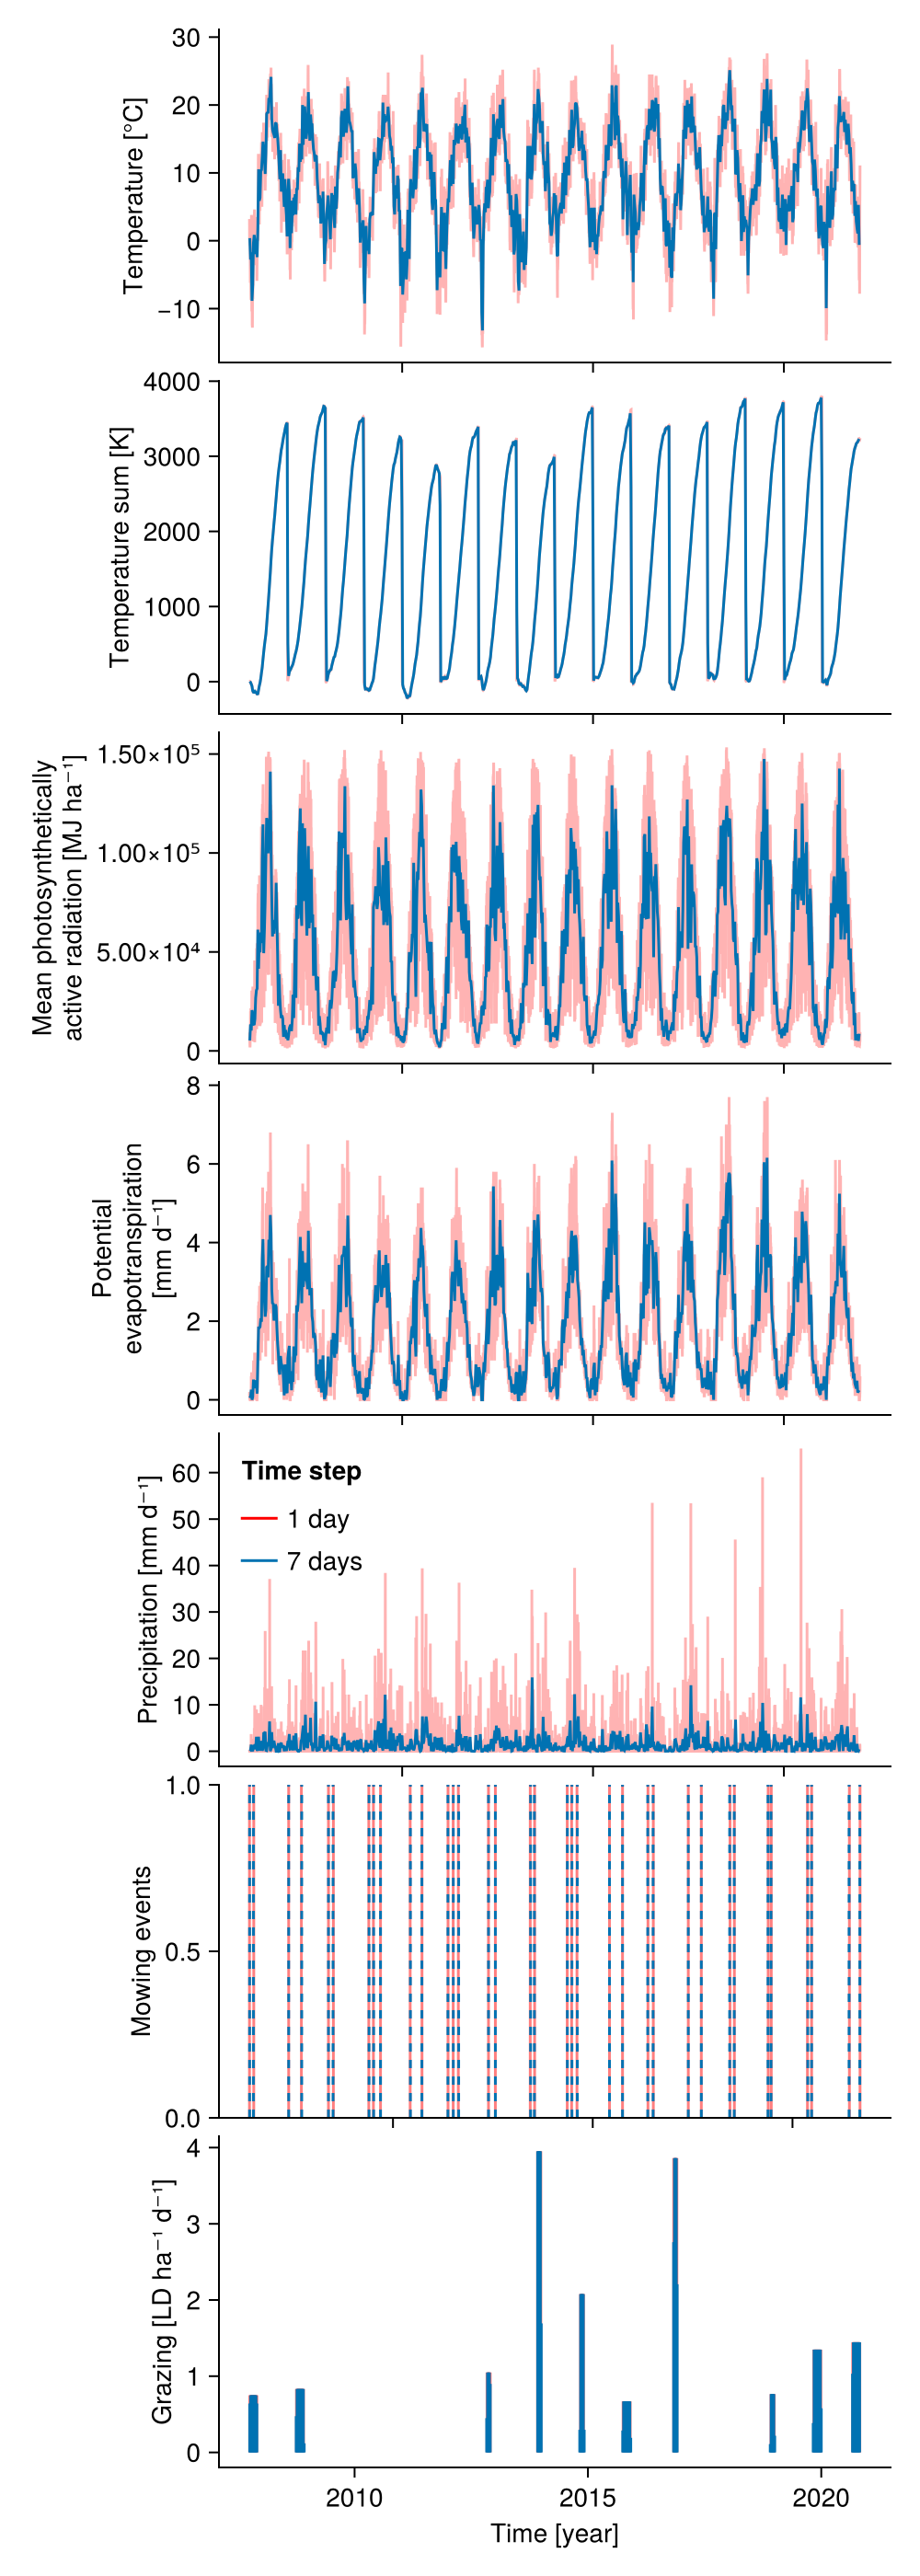 30
20
10
0
−10
Temperature [°C]
4000
3000
2000
1000
0
Temperature sum [K]
1.50×10⁵
1.00×10⁵
5.00×10⁴
0
Mean photosynthetically
active radiation [MJ ha⁻¹]
8
6
4
2
0
Potential
evapotranspiration
[mm d⁻¹]
60
50
40
30
20
10
0
Precipitation [mm d⁻¹]
Time step
1 day
7 days
1.0
0.5
0.0
Mowing events
4
3
2
1
0
Grazing [LD ha⁻¹ d⁻¹]
2010 2015 2020
Time [year]